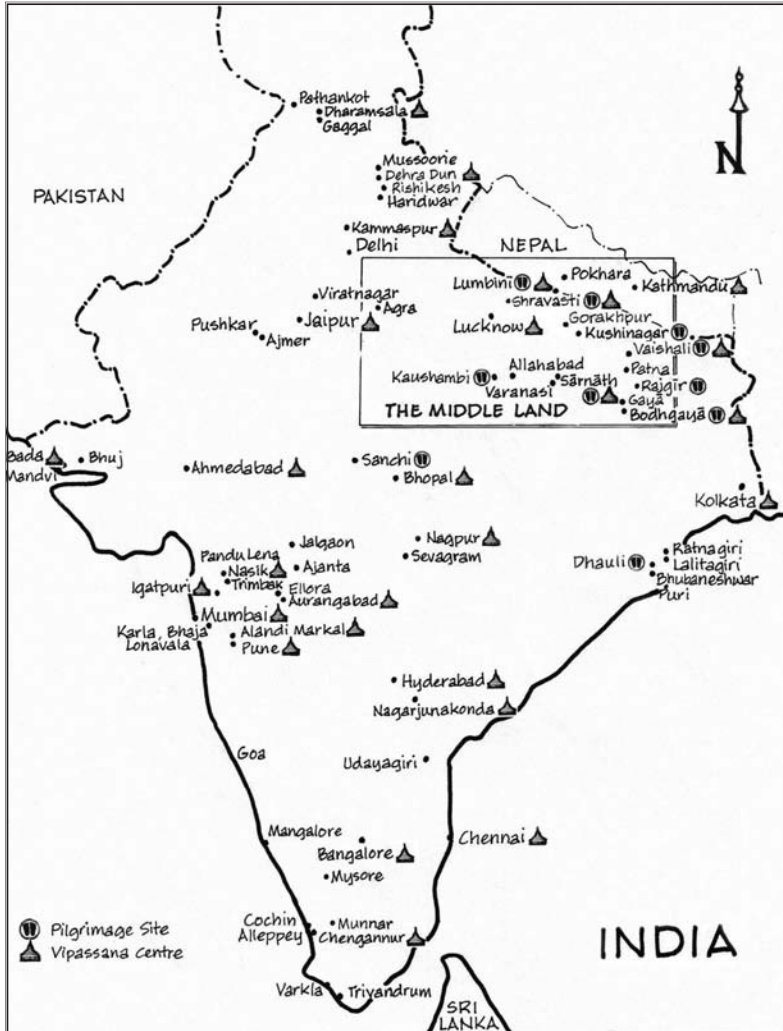 Pathankot
Dharamsala
Gaggal
Mussoorie
Dehra Dun
Rishikesh
Haridwar
PAKISTAN
N
Kammaspur
Delhi
NEPAL
Lumbini
Pokhara
Kathmandu
Shravasti
Viratnagar
Agra
Jaipur
Pushkar
Ajmer
Lucknow
Gorakhpur
Kushinagar
Vaishali
Patna
Allahabad
Kaushambi
Varanasi
Sārnāth
Rajgīr
Gayā
Bodhgayā
THE MIDDLE LAND
Bada
Mandvi
Bhuj
Ahmedabad
Sanchi
Bhopal
Kolkata
Jalgaon
Nagpur
Sevagram
Pandu Lena
Nasik
Trimbak
Ajanta
Igatpuri
Ellora
Aurangabad
Ratnagiri
Lalitagiri
Dhauli
Bhubaneshwar
Puri
Mumbai
Karla, Bhaja
Lonavala
Alandi Markal
Pune
Hyderabad
Nagarjunakonda
Goa
Udayagiri
Mangalore
Bangalore
Chennai
Mysore
Cochin
Alleppey
Munnar
Chengannur
Pilgrimage Site
Vipassana Centre
INDIA
Varkla
Trivandrum
SRI
LANKA